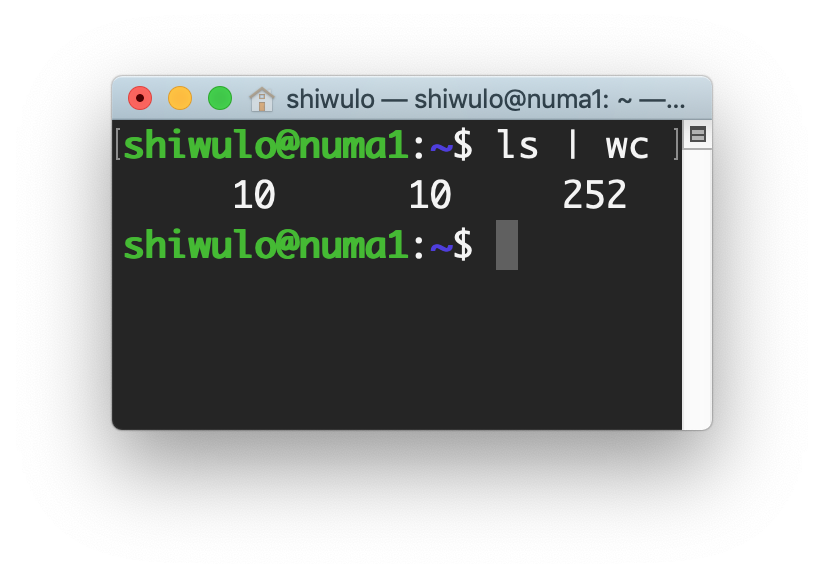 shiwulo — shiwulo@numa1: ~ —...
[shiwulo@numa1:~$ ls | wc ]
10 10 252
shiwulo@numa1:~$